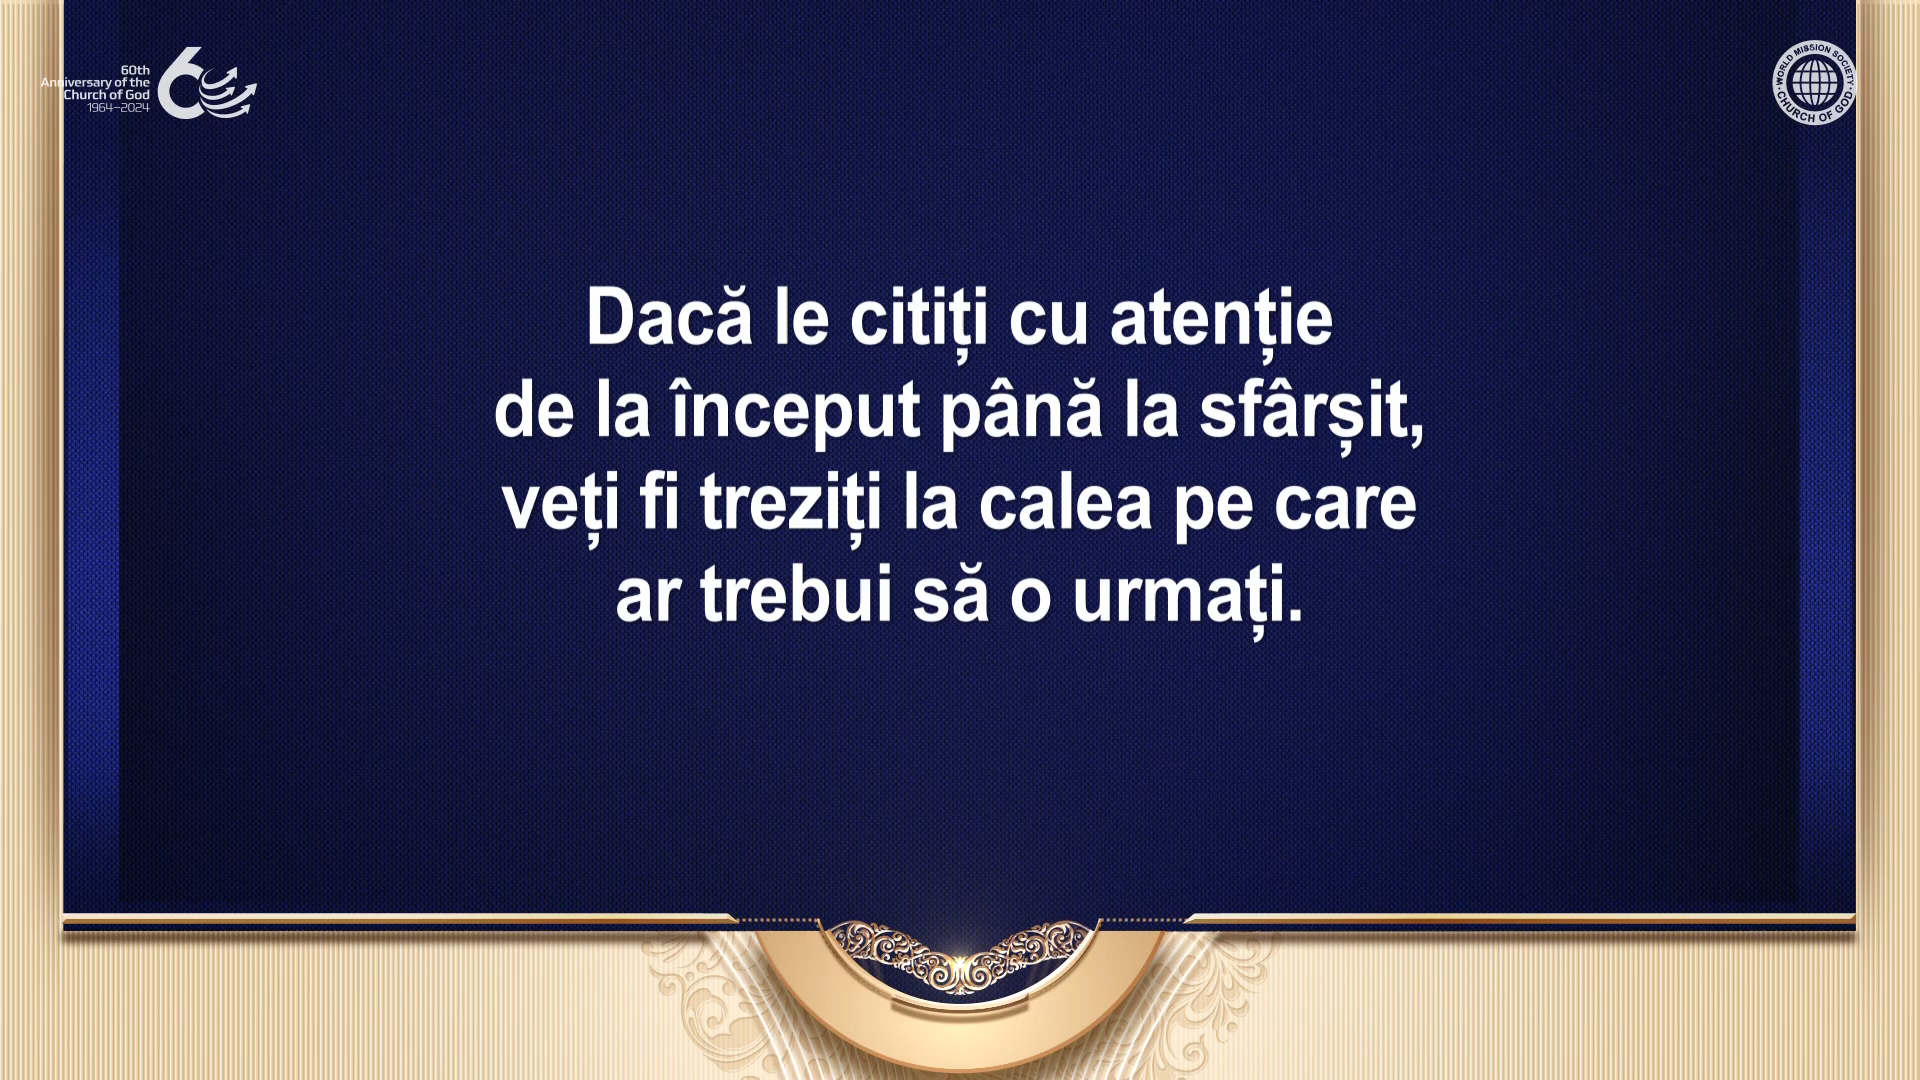 60th
Anniversary of the
Church of God
1964–2024
WORLD MISSION SOCIETY
CHURCH OF GOD
Dacă le citiți cu atenție
de la început până la sfârșit,
veți fi treziți la calea pe care
ar trebui să o urmați.